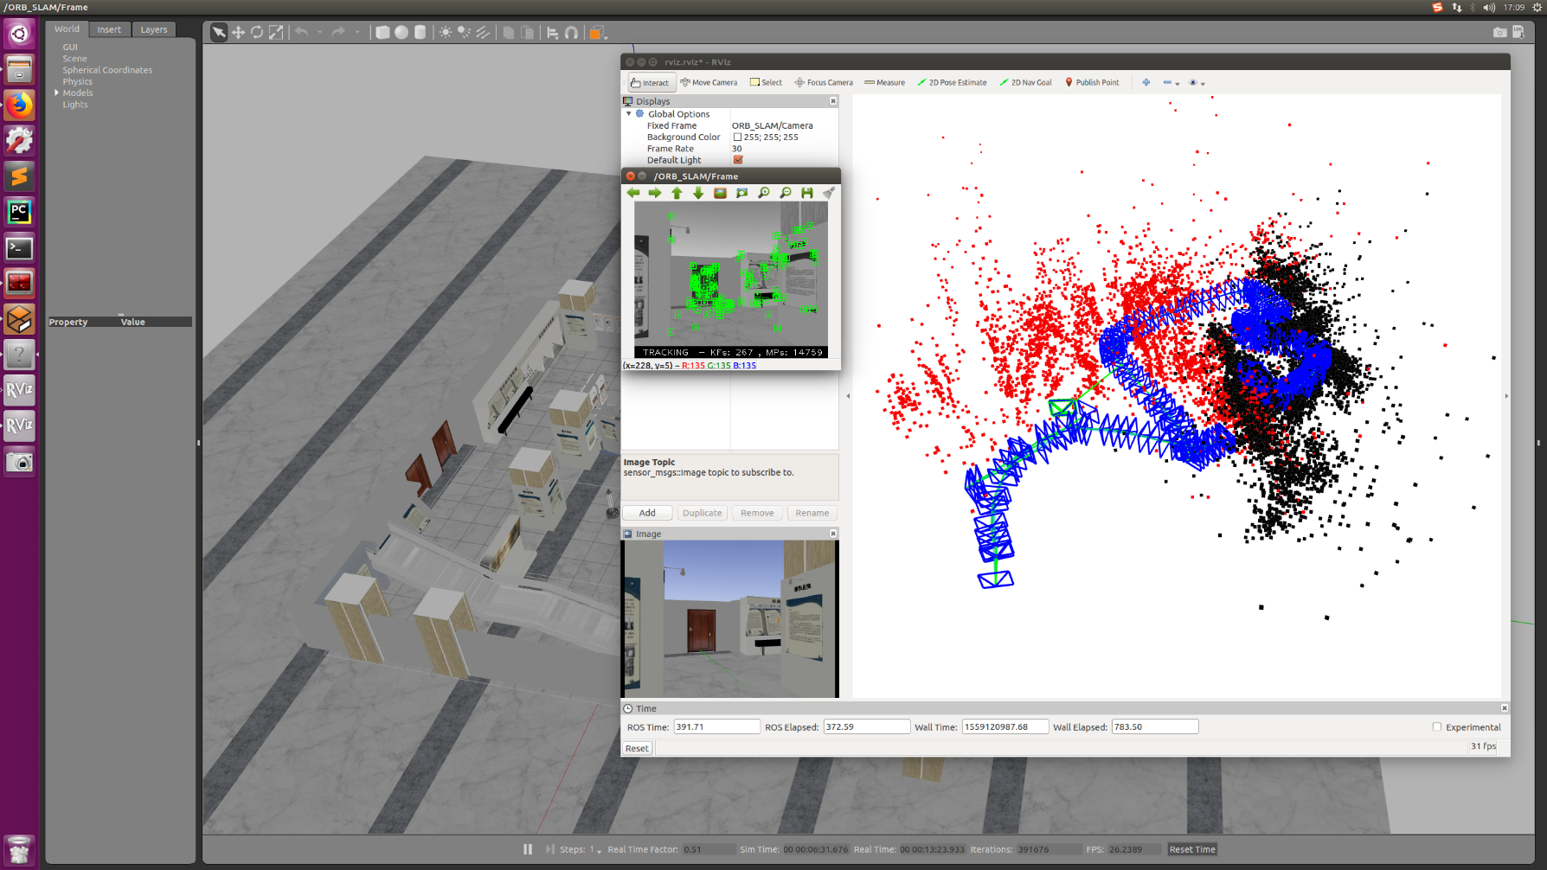 /ORB_SLAM/Frame
17:09
World Insert Layers
GUI
Scene
Spherical Coordinates
Physics
Models
Lights
Property Value
rviz.rviz* - RViz
Interact Move Camera Select Focus Camera Measure 2D Pose Estimate 2D Nav Goal Publish Point
Displays
Global Options
Fixed Frame ORB_SLAM/Camera
Background Color 255; 255; 255
Frame Rate 30
Default Light
/ORB_SLAM/Frame
TRACKING - KFs: 267 , MPs: 14759
(x=228, y=5) ~ R:135 G:135 B:135
Image Topic
sensor_msgs::Image topic to subscribe to.
Add Duplicate Remove Rename
Image
Time
ROS Time: 391.71 ROS Elapsed: 372.59 Wall Time: 1559120987.68 Wall Elapsed: 783.50 Experimental
Reset 31 fps
Steps: 1 Real Time Factor: 0.51 Sim Time: 00 00:06:31.676 Real Time: 00 00:13:23.933 Iterations: 391676 FPS: 26.2389 Reset Time
PC
RViz
RViz